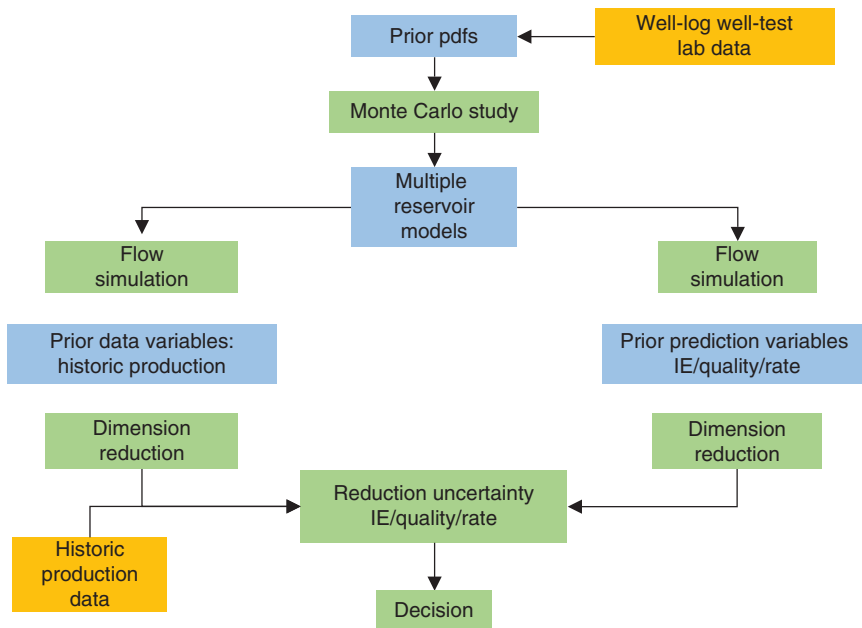 Prior pdfs
Well-log well-test
lab data
Monte Carlo study
Multiple
reservoir
models
Flow
simulation
Flow
simulation
Prior data variables:
historic production
Prior prediction variables
IE/quality/rate
Dimension
reduction
Dimension
reduction
Reduction uncertainty
IE/quality/rate
Historic
production
data
Decision